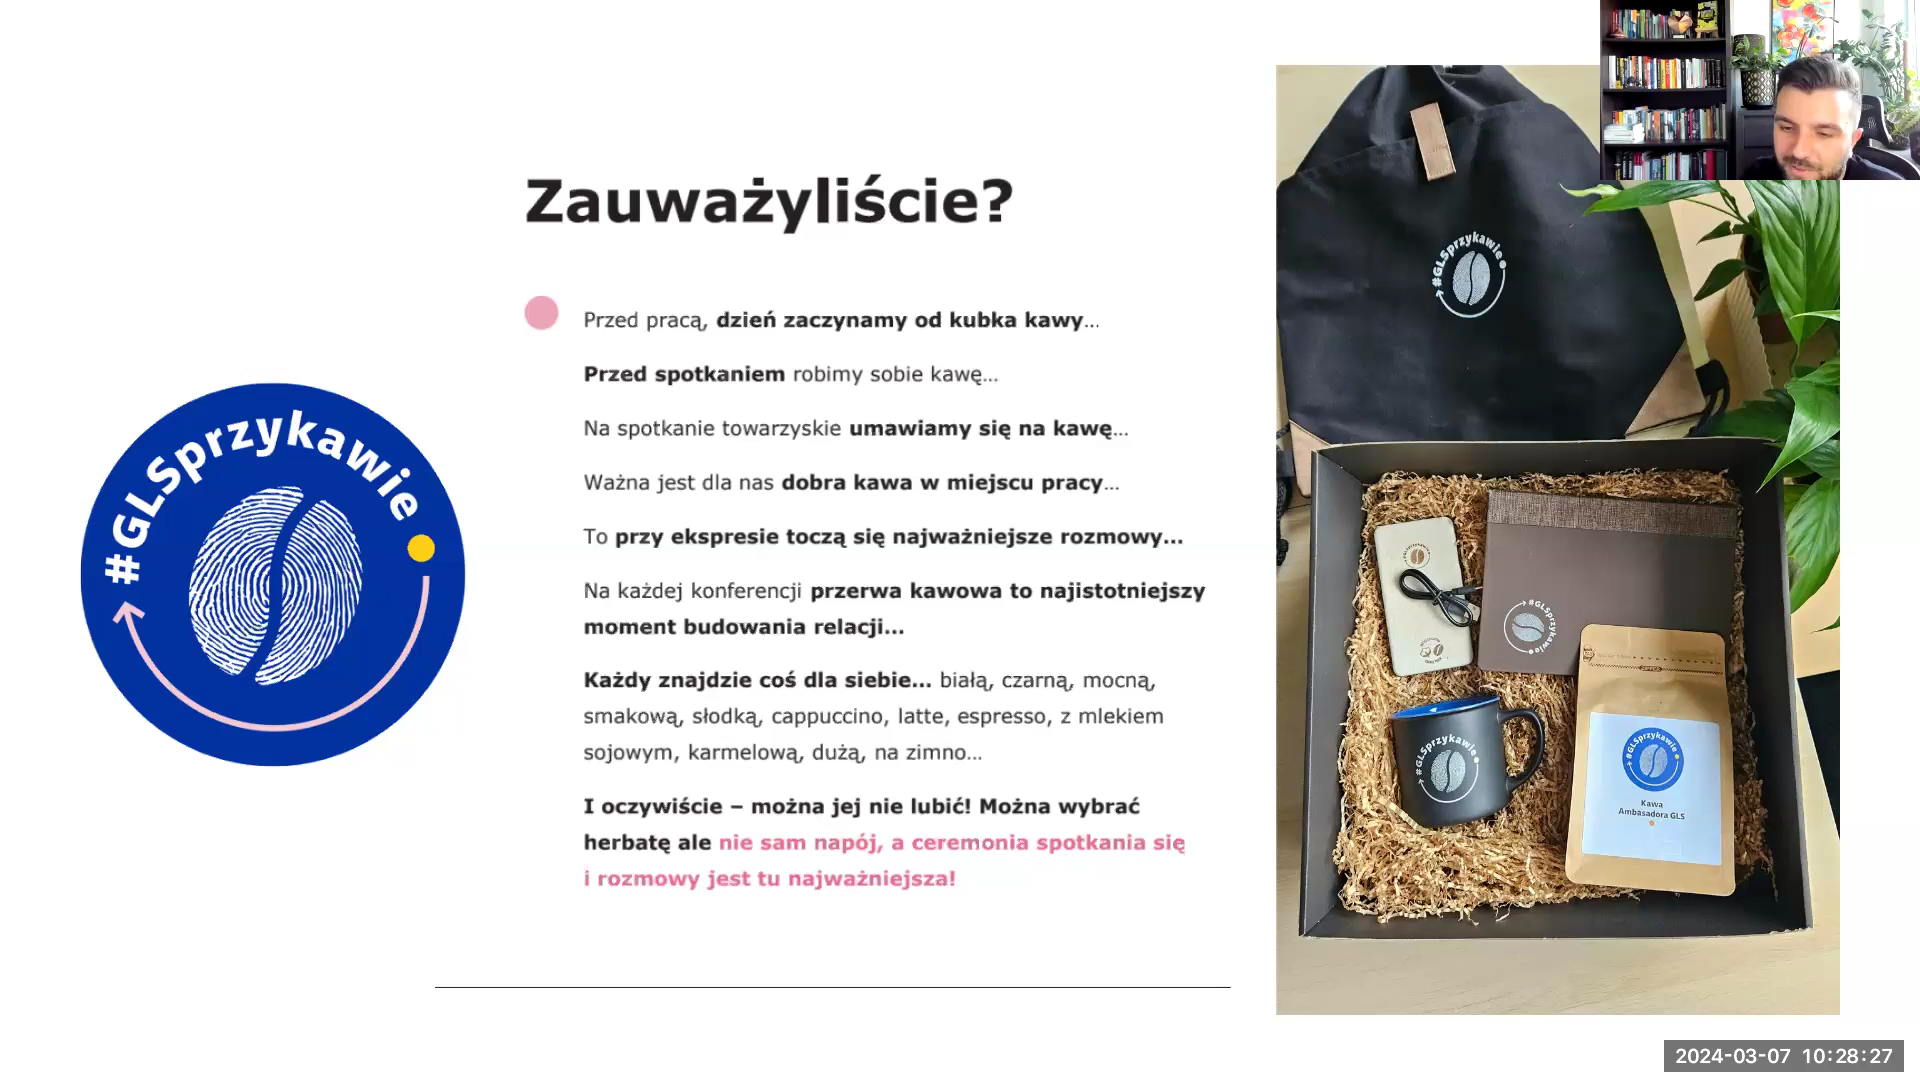 Zauważyliście?
Przed pracą, dzień zaczynamy od kubka kawy...
Przed spotkaniem robimy sobie kawę...
Na spotkanie towarzyskie umawiamy się na kawę...
Ważna jest dla nas dobra kawa w miejscu pracy...
To przy ekspresie toczą się najważniejsze rozmowy...
Na każdej konferencji przerwa kawowa to najistotniejszy
moment budowania relacji...
Każdy znajdzie coś dla siebie... białą, czarną, mocną,
smakową, słodką, cappuccino, latte, espresso, z mlekiem
sojowym, karmelową, dużą, na zimno...
I oczywiście – można jej nie lubić! Można wybrać
herbatę ale nie sam napój, a ceremonia spotkania się
i rozmowy jest tu najważniejsza!
#GLSprzykawie
#GLSprzykawie
#GLSprzykawie
#GLSprzykawie
#GLSprzykawie
Kawa
Ambasadora GLS
2024-03-07 10:28:27